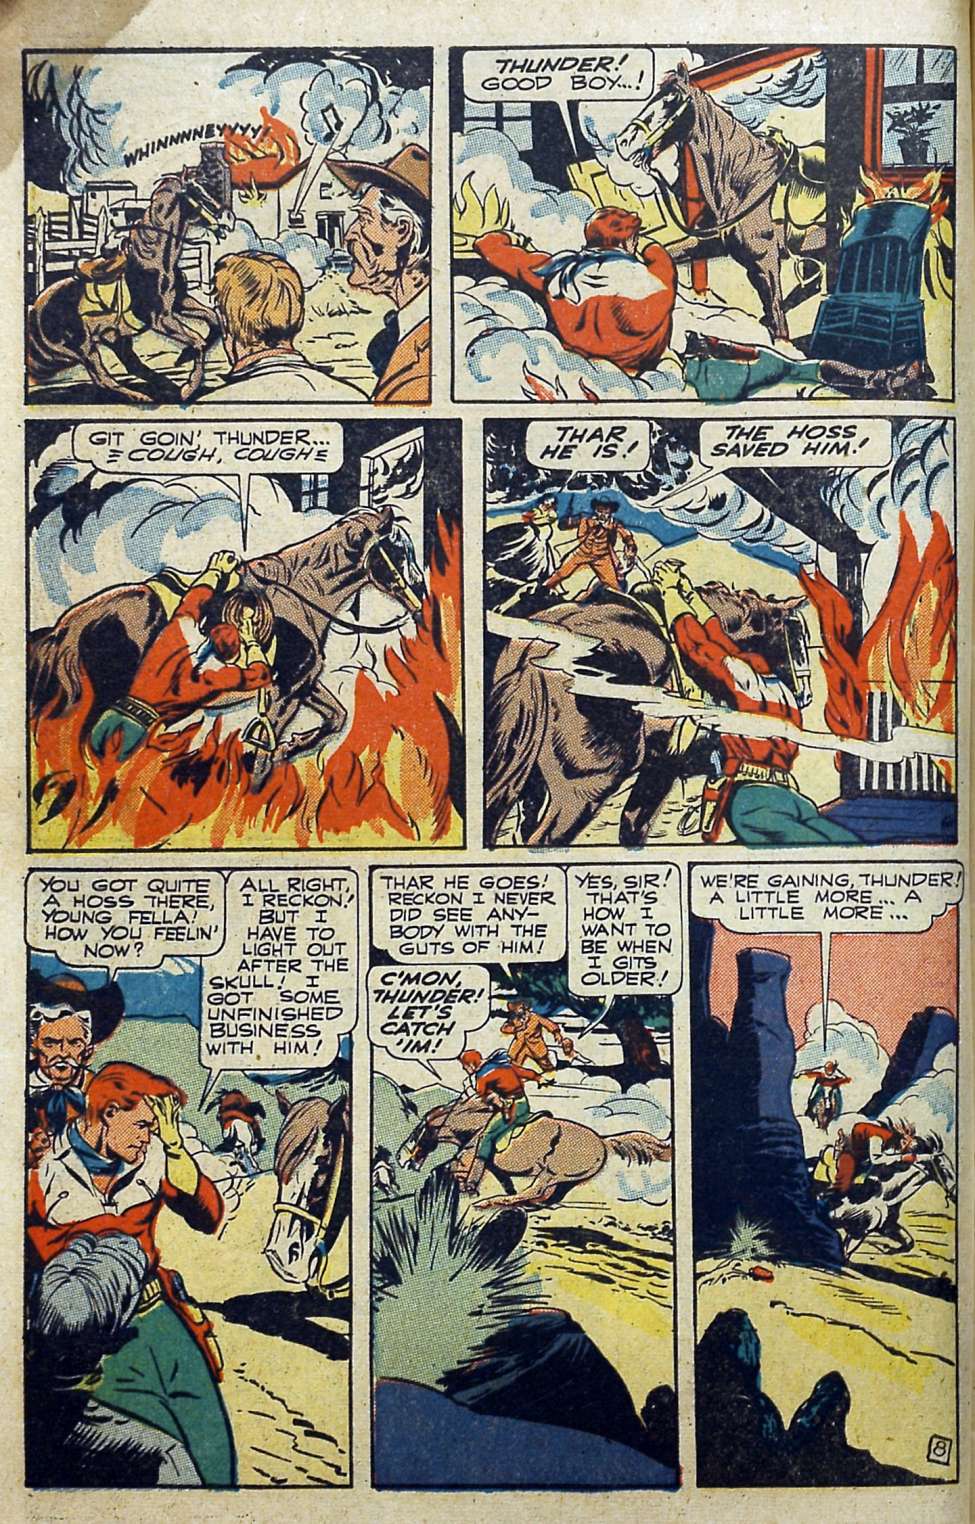 WHINNNNEYYYYY!
THUNDER!
GOOD BOY...!
GIT GOIN', THUNDER...
COUGH, COUGH
THAR
HE IS!
THE HOSS
SAVED HIM!
YOU GOT QUITE
A HOSS THERE,
YOUNG FELLA!
HOW YOU FEELIN'
NOW?
ALL RIGHT,
I RECKON!
BUT I
HAVE TO
LIGHT OUT
AFTER THE
SKULL! I
GOT SOME
UNFINISHED
BUSINESS
WITH HIM!
THAR HE GOES!
RECKON I NEVER
DID SEE ANY-
BODY WITH THE
GUTS OF HIM!
YES, SIR!
THAT'S
HOW I
WANT TO
BE WHEN
I GITS
OLDER!
C'MON,
THUNDER!
LET'S
CATCH
'IM!
WE'RE GAINING, THUNDER!
A LITTLE MORE... A
LITTLE MORE...
8